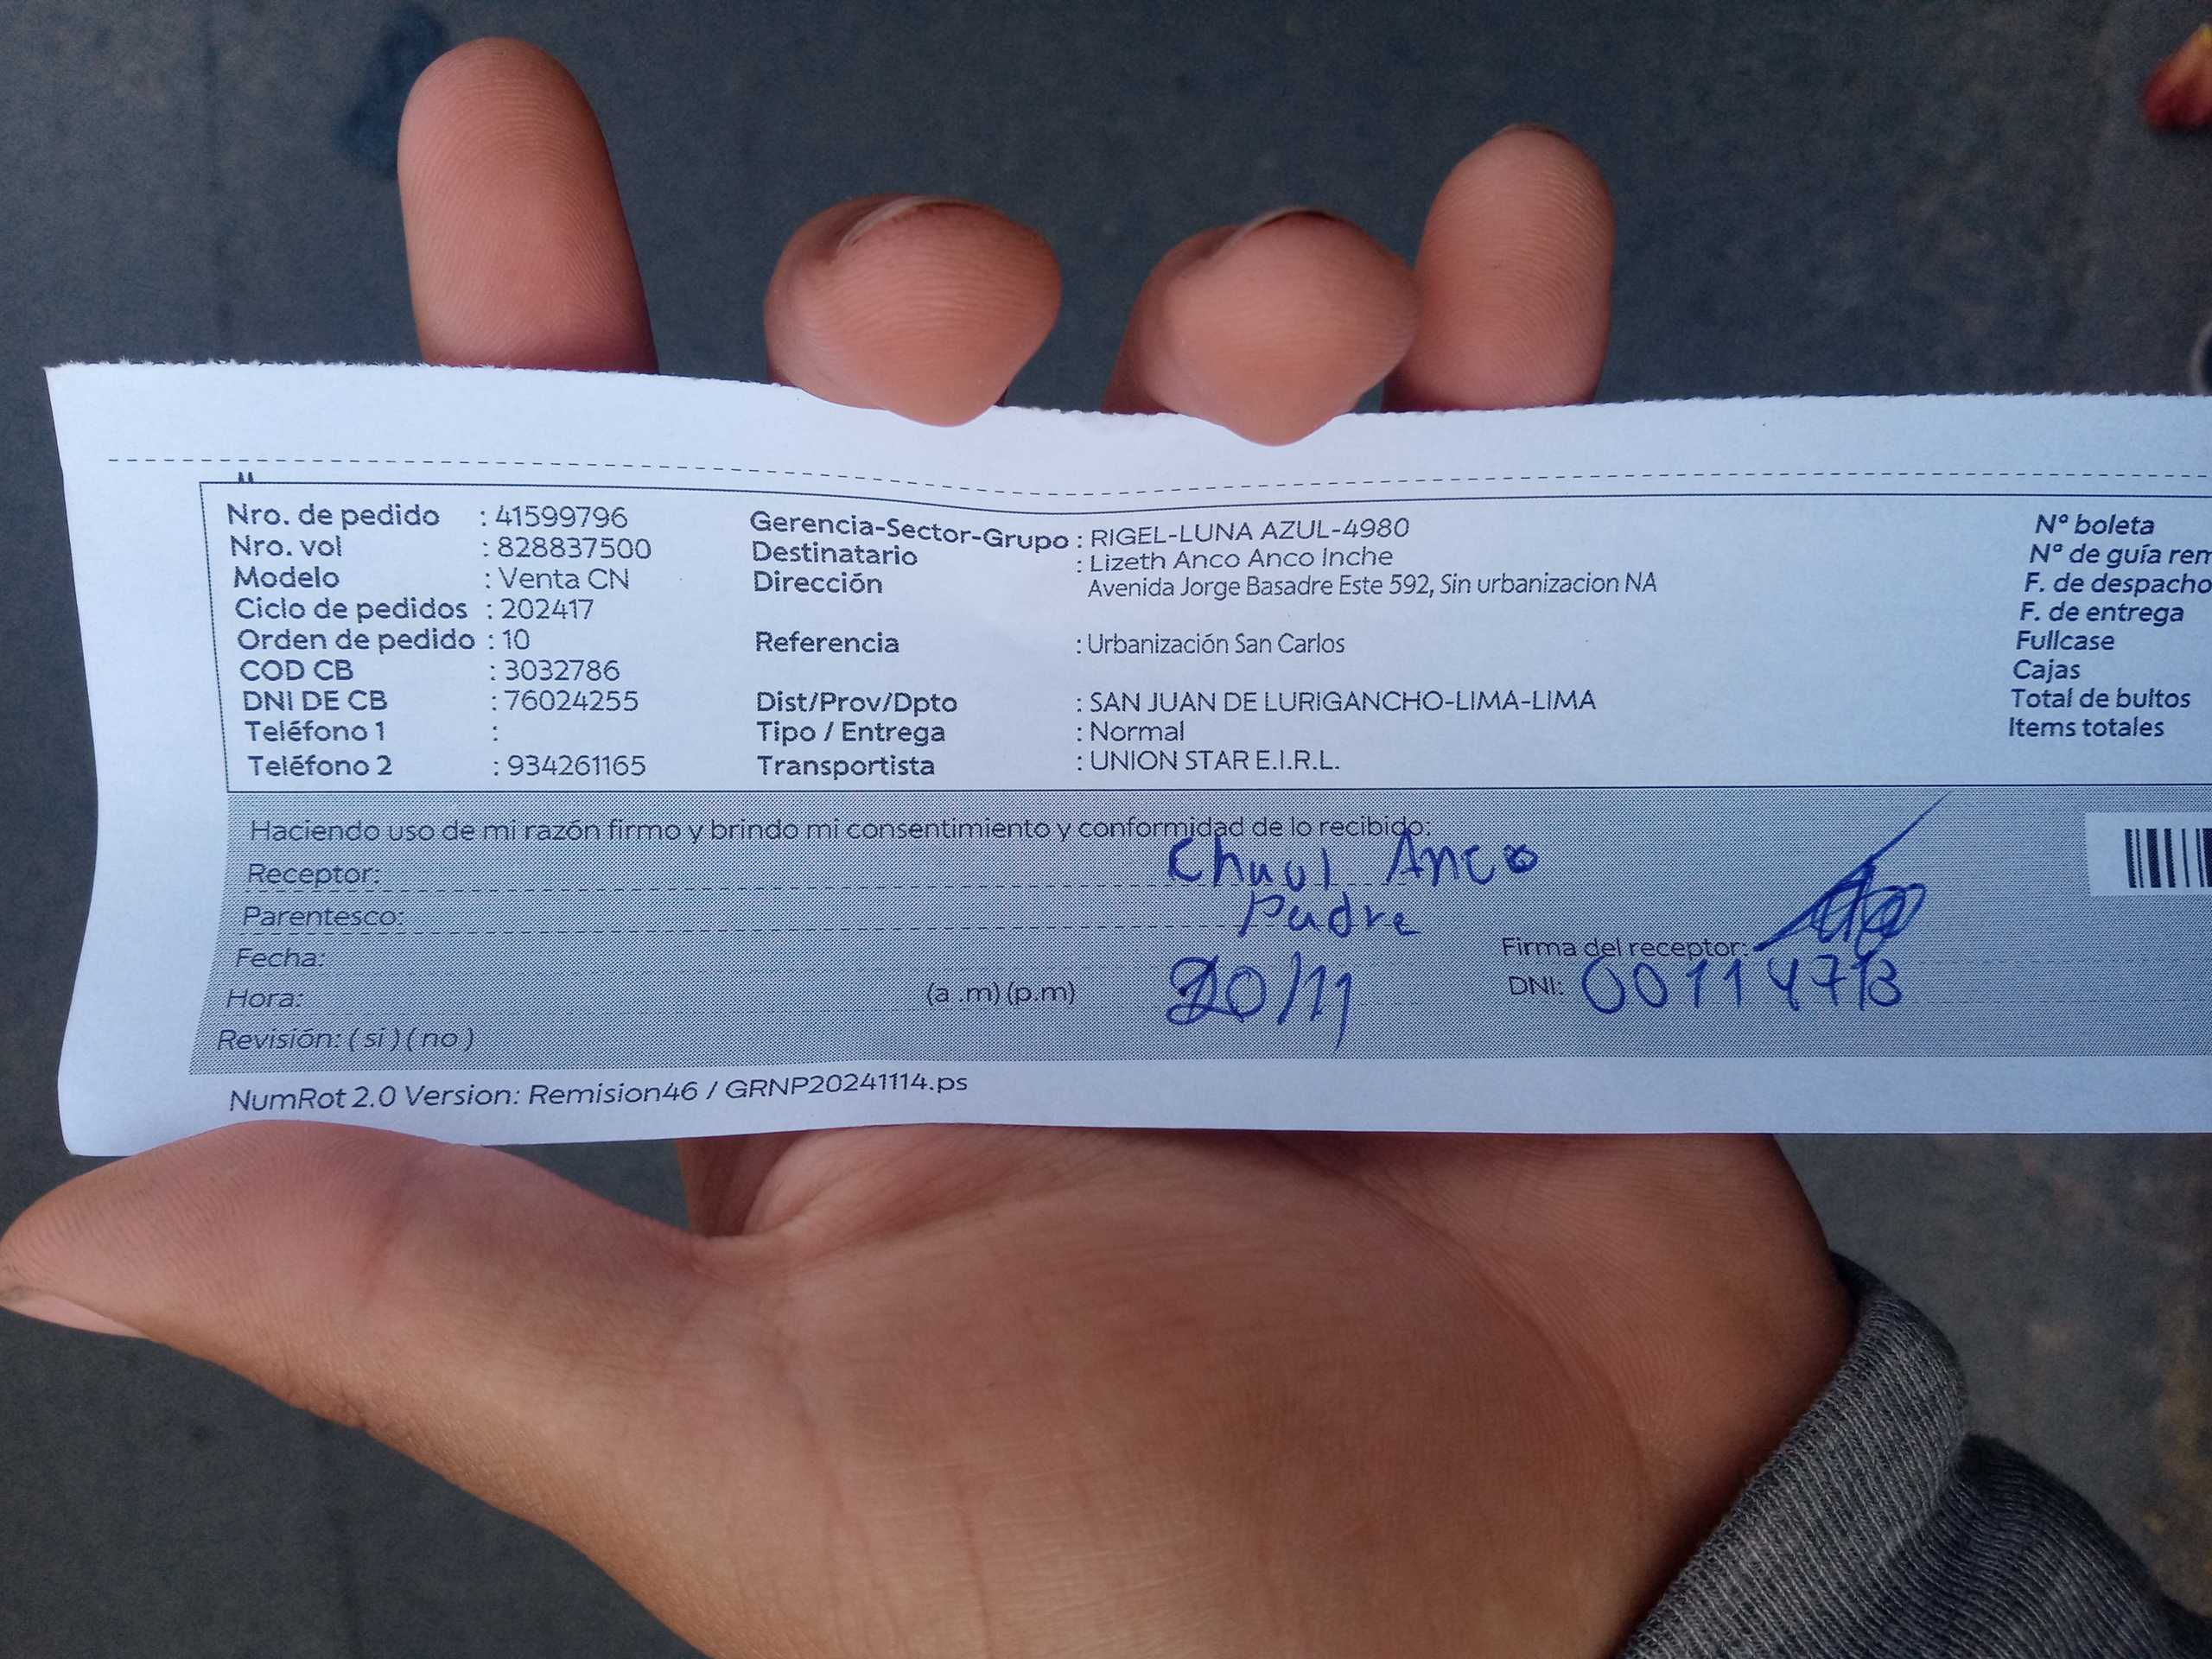 Nro. de pedido : 41599796
Nro. vol : 828837500
Modelo : Venta CN
Ciclo de pedidos : 202417
Orden de pedido : 10
COD CB : 3032786
DNI DE CB : 76024255
Teléfono 1 :
Teléfono 2 : 934261165
Gerencia-Sector-Grupo : RIGEL-LUNA AZUL-4980
Destinatario : Lizeth Anco Anco Inche
Dirección Avenida Jorge Basadre Este 592, Sin urbanizacion NA
Referencia : Urbanización San Carlos
Dist/Prov/Dpto : SAN JUAN DE LURIGANCHO-LIMA-LIMA
Tipo / Entrega : Normal
Transportista : UNION STAR E.I.R.L.
N° boleta
N° de guía rem
F. de despacho
F. de entrega
Fullcase
Cajas
Total de bultos
Items totales
Haciendo uso de mi razón firmo y brindo mi consentimiento y conformidad de lo recibido:
Receptor: Anco
Parentesco: Padre
Fecha: 20/11
Hora: (a .m) (p.m)
Revisión: ( si ) ( no )
Firma del receptor:
DNI:
NumRot 2.0 Version: Remision46 / GRNP20241114.ps